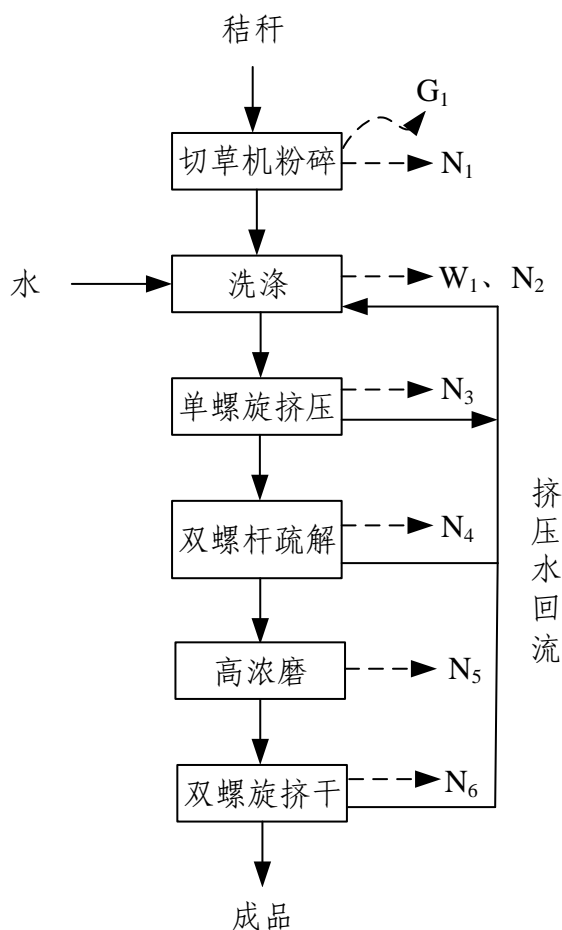 秸秆
G₁
切草机粉碎
N₁
水
洗涤
W₁、N₂
单螺旋挤压
N₃
双螺杆疏解
N₄
挤压水回流
高浓磨
N₅
双螺旋挤干
N₆
成品